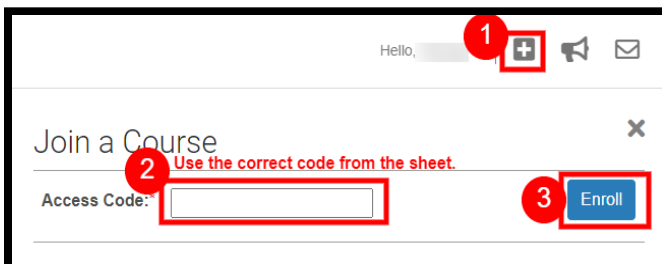 Hello,
1
Join a Course
2
Use the correct code from the sheet.
Access Code:*
3
Enroll